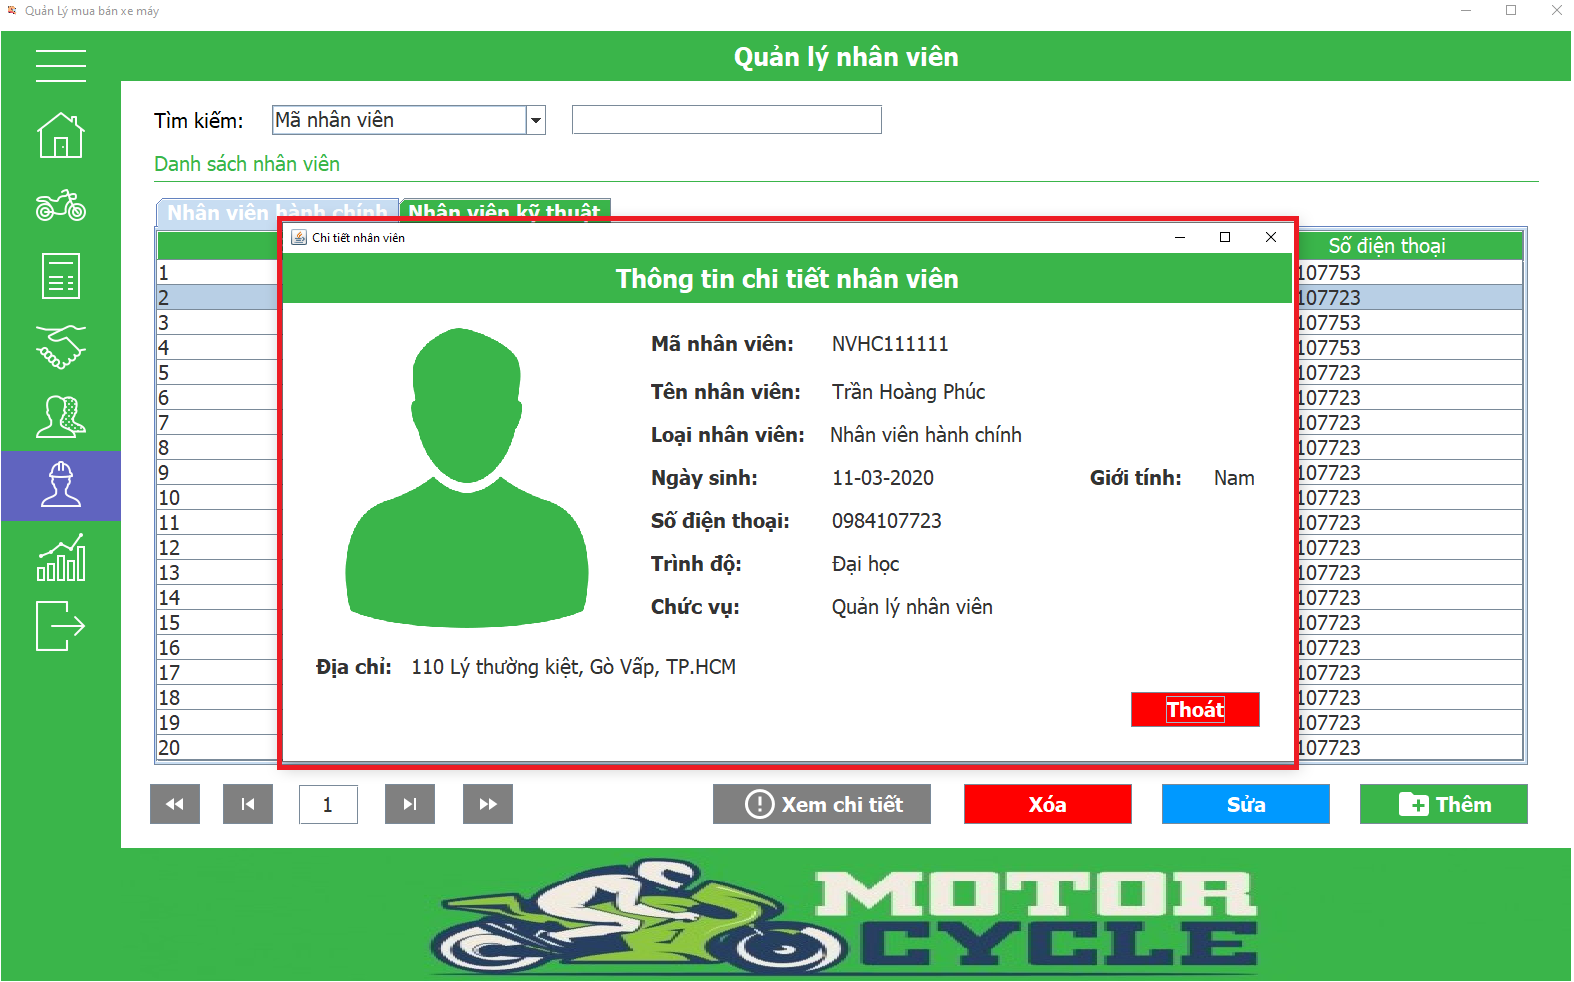 Quản Lý mua bán xe máy
Quản lý nhân viên
Tìm kiếm: Mã nhân viên
Danh sách nhân viên
Nhân viên hành chính Nhân viên kỹ thuật
Chi tiết nhân viên
Số điện thoại
Thông tin chi tiết nhân viên
1 107753
2 107723
3 107753
4 107753
5 107723
6 107723
7 107723
8 107723
9 107723
10 107723
11 107723
12 107723
13 107723
14 107723
15 107723
16 107723
17 107723
18 107723
19 107723
20 107723
Mã nhân viên: NVHC111111
Tên nhân viên: Trần Hoàng Phúc
Loại nhân viên: Nhân viên hành chính
Ngày sinh: 11-03-2020 Giới tính: Nam
Số điện thoại: 0984107723
Trình độ: Đại học
Chức vụ: Quản lý nhân viên
Địa chỉ: 110 Lý thường kiệt, Gò Vấp, TP.HCM
Thoát
1 Xem chi tiết Xóa Sửa Thêm
MOTOR
CYCLE